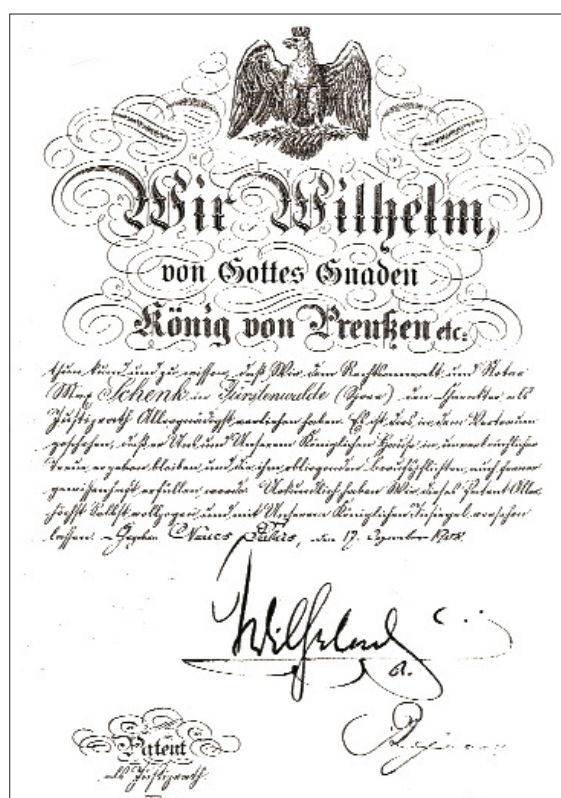 Wir Wilhelm,
von Gottes Gnaden
König von Preußen etc:
thun kund und zu wissen, daß Wir dem Rechtsanwalt und Notar
Max Schenk in Fürstenwalde (Spree) den Charakter als
Justizrath Allergnädigst verliehen haben. Es ist dies in dem Vertrauen
geschehen, daß er Uns und Unserem Königlichen Hause in unverbrüchlicher
Treue ergeben bleiben und die ihm obliegenden Berufspflichten auch ferner
gewissenhaft erfüllen werde. Urkundlich haben Wir dieses Patent Aller-
höchst Selbst vollzogen und mit Unserem Königlichen Insiegel versehen
lassen. Gegeben Neues Palais, den 17. Dezember 1908.
Wilhelm
R.
Patent
als Justizrath